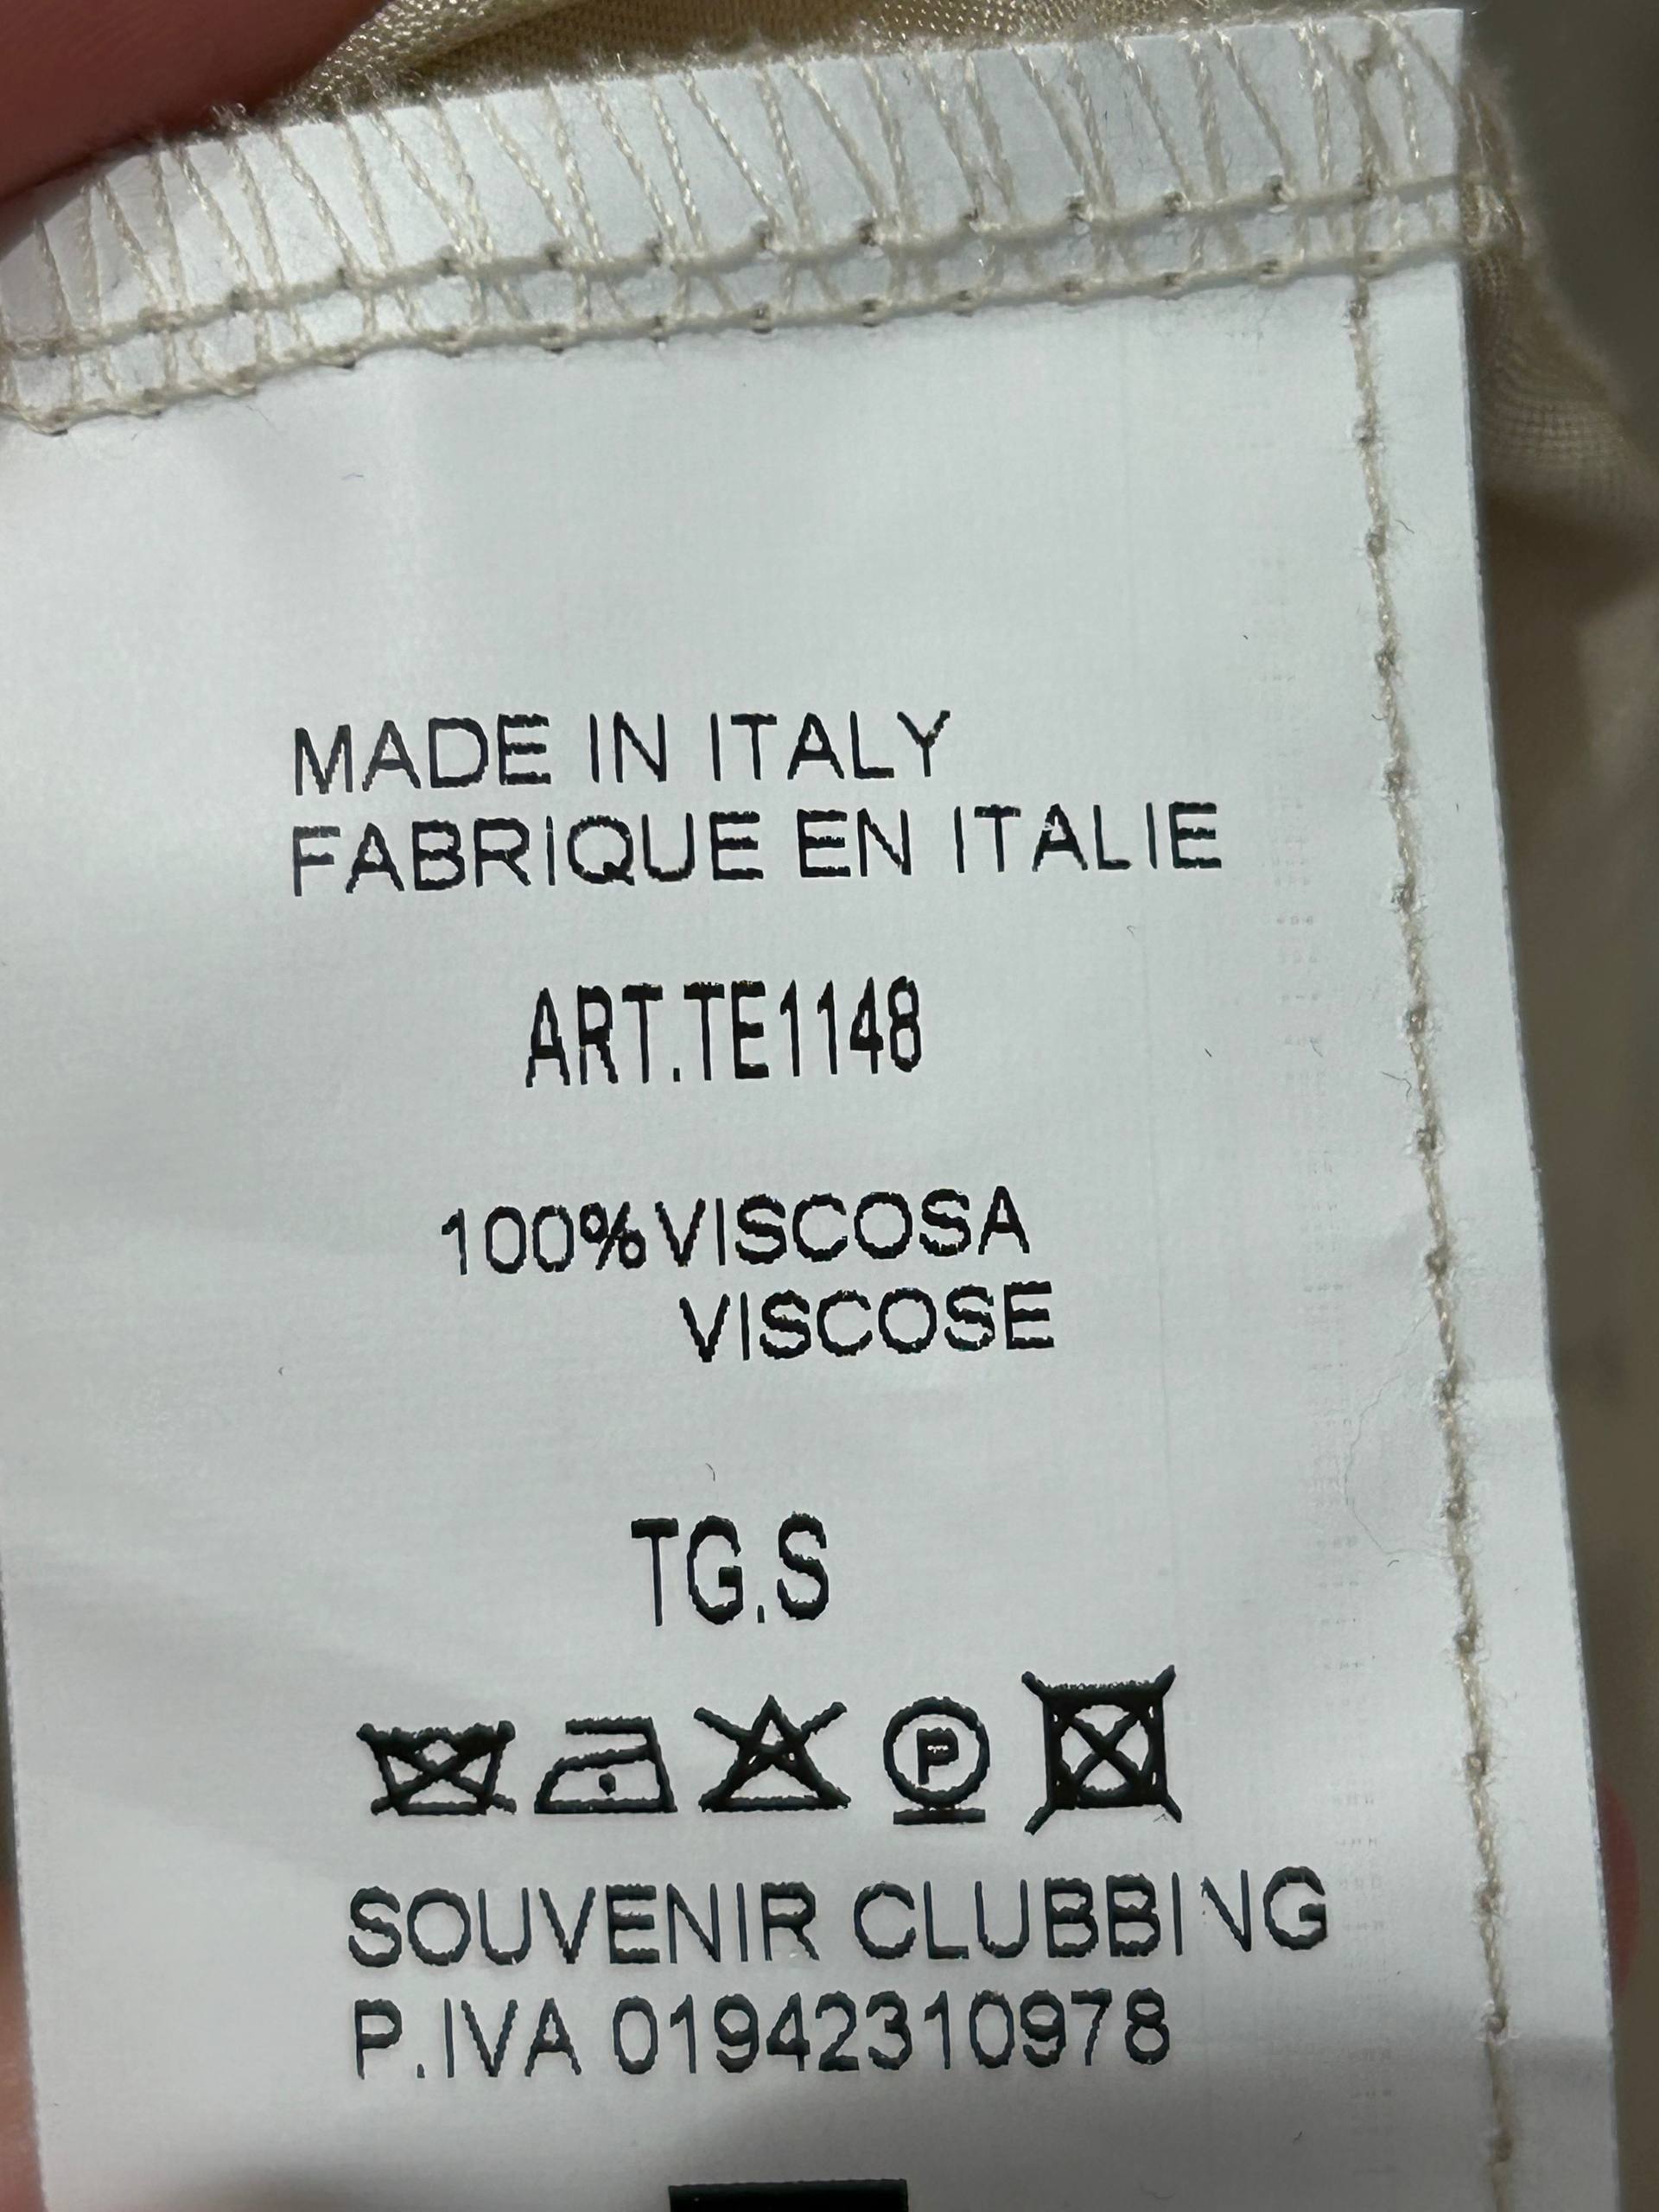 MADE IN ITALY
FABRIQUE EN ITALIE
ART.TE1148
100%VISCOSA
VISCOSE
TG.S
P
SOUVENIR CLUBBING
P.IVA 01942310978